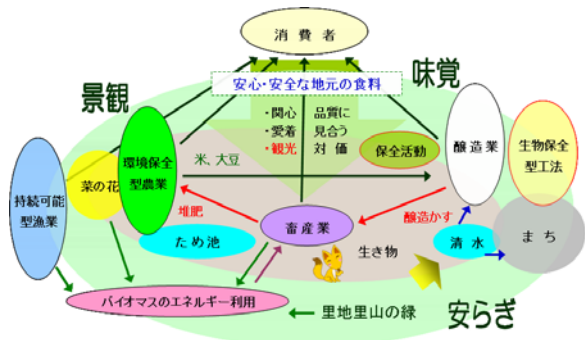 消費者
安心・安全な地元の食料
景観
味覚
・関心 品質に
・愛着 見合う
・観光 対価
保全活動
醸造業
生物保全
型工法
環境保全
型農業
菜の花
持続可能
型漁業
米、大豆
堆肥
畜産業
醸造かす
ため池
生き物
清水
まち
バイオマスのエネルギー利用
里地里山の緑
安らぎ